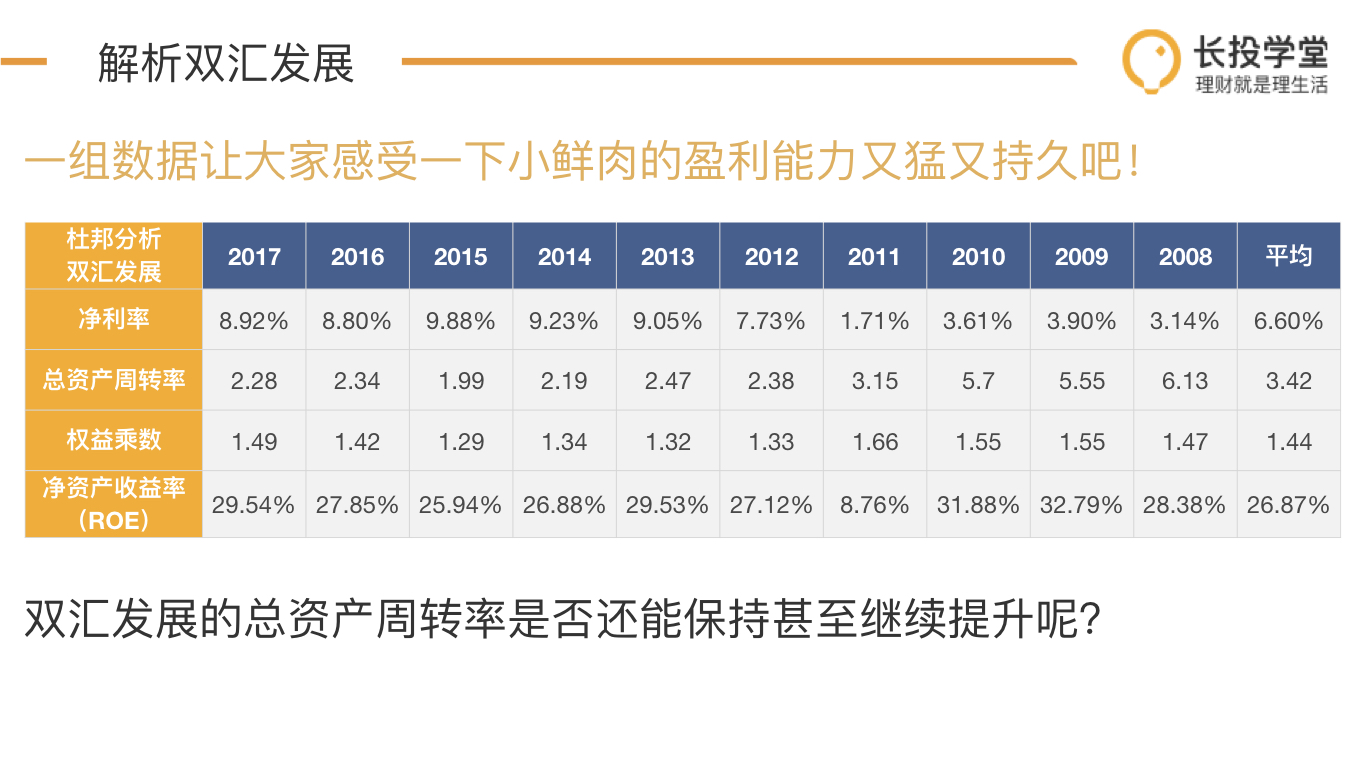 解析双汇发展
长投学堂
理财就是理生活
一组数据让大家感受一下小鲜肉的盈利能力又猛又持久吧!
杜邦分析
双汇发展 2017 2016 2015 2014 2013 2012 2011 2010 2009 2008 平均
净利率 8.92% 8.80% 9.88% 9.23% 9.05% 7.73% 1.71% 3.61% 3.90% 3.14% 6.60%
总资产周转率 2.28 2.34 1.99 2.19 2.47 2.38 3.15 5.7 5.55 6.13 3.42
权益乘数 1.49 1.42 1.29 1.34 1.32 1.33 1.66 1.55 1.55 1.47 1.44
净资产收益率
（ROE） 29.54% 27.85% 25.94% 26.88% 29.53% 27.12% 8.76% 31.88% 32.79% 28.38% 26.87%
双汇发展的总资产周转率是否还能保持甚至继续提升呢?